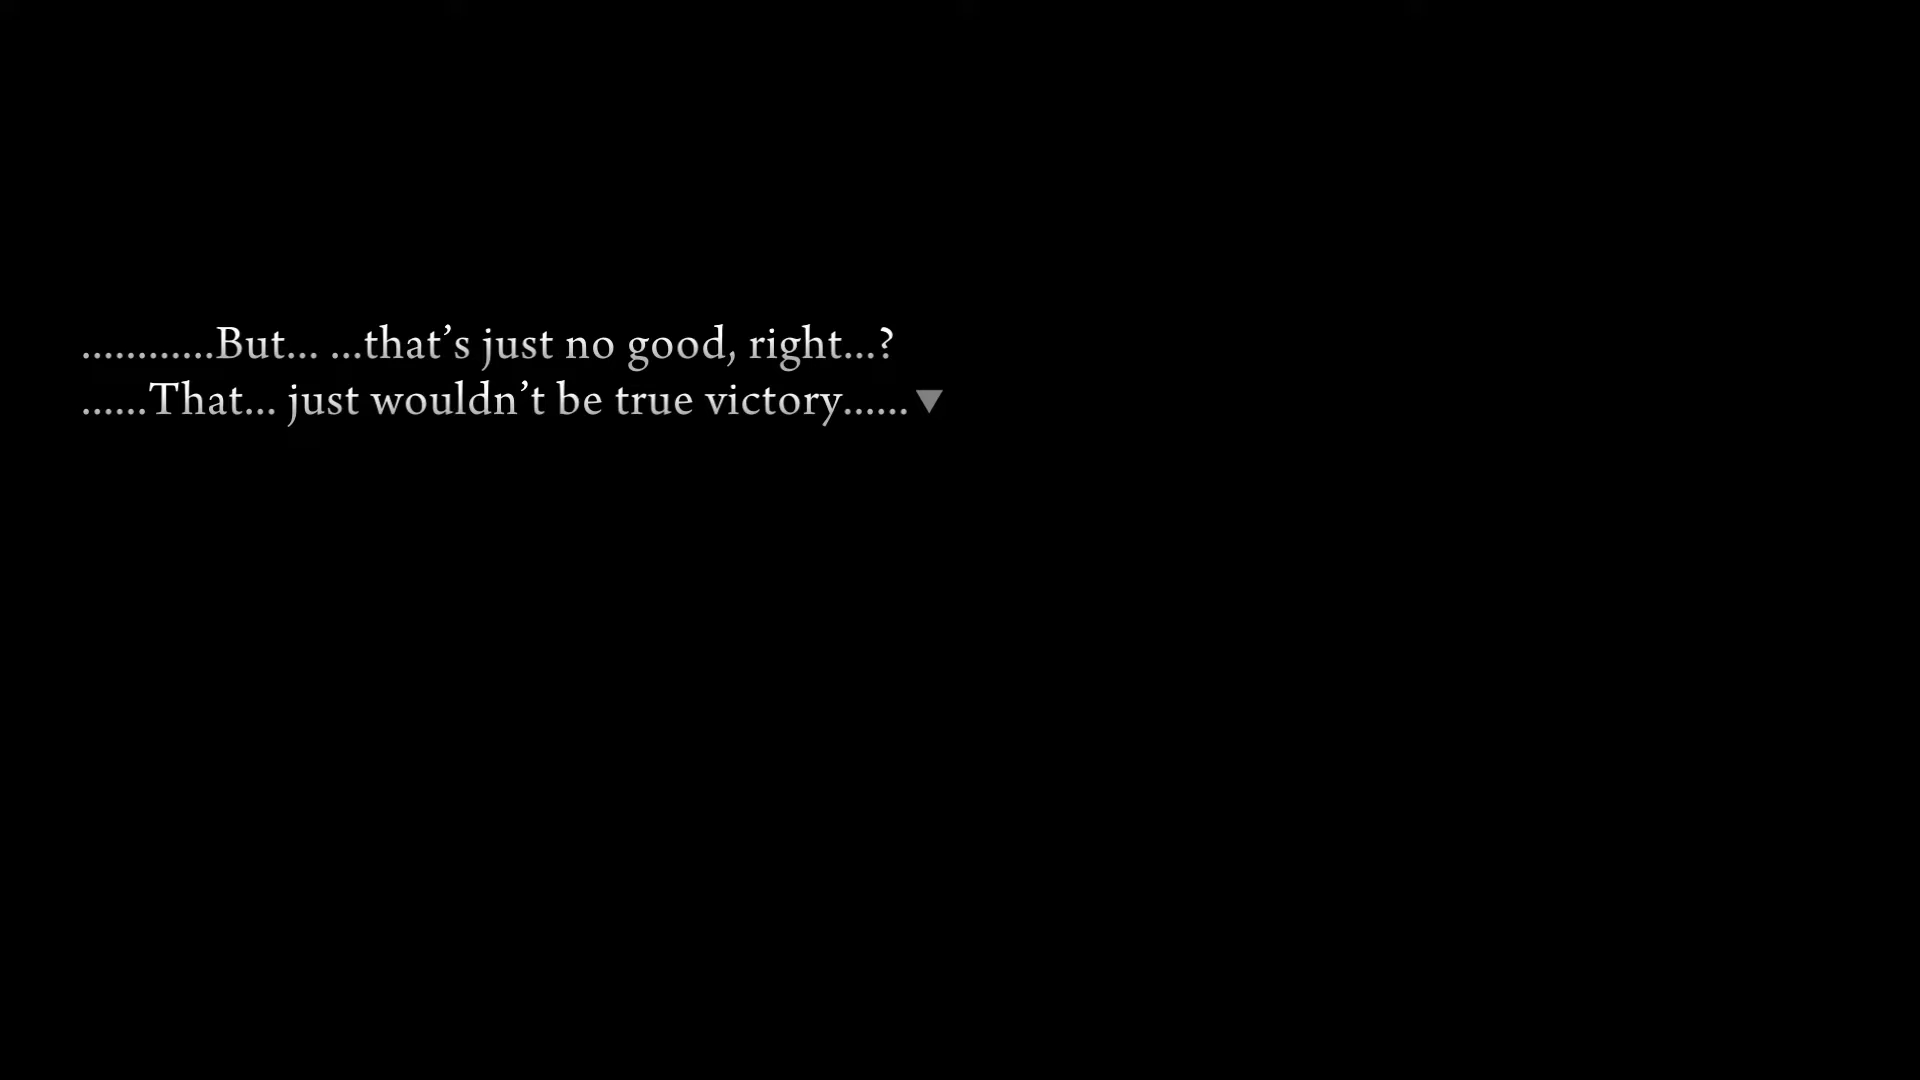 ............But... ...that’s just no good, right...?
......That... just wouldn’t be true victory......